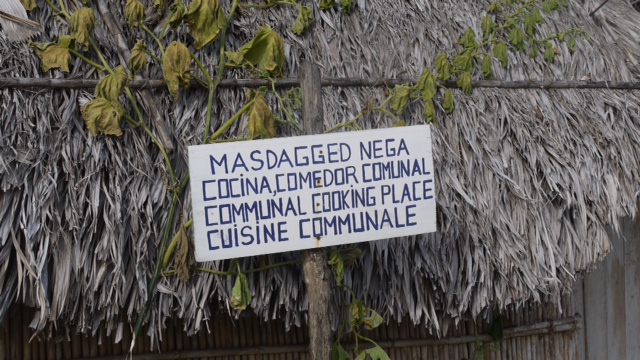 MASDAGGED NEGA
COCINA, COMEDOR COMUNAL
COMMUNAL COOKING PLACE
CUISINE COMMUNALE